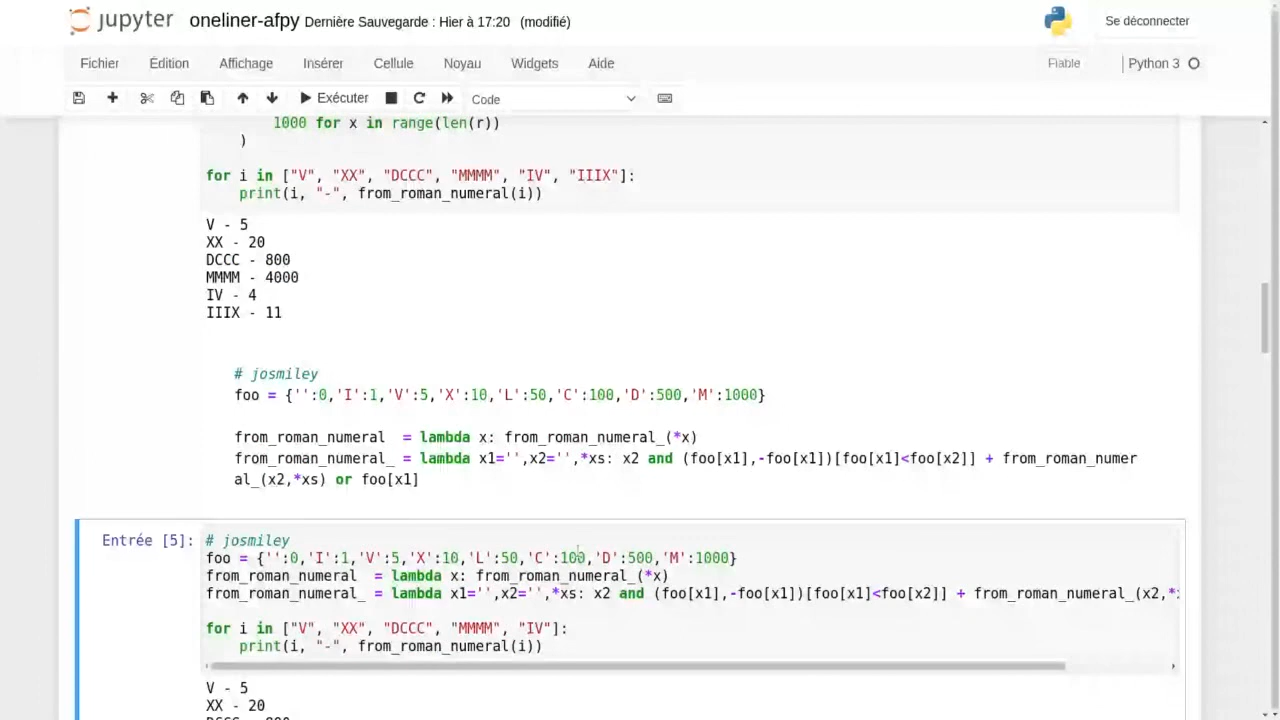 jupyter oneliner-afpy Dernière Sauvegarde : Hier à 17:20 (modifié) Se déconnecter
Fichier Édition Affichage Insérer Cellule Noyau Widgets Aide Fiable Python 3
Exécuter Code
1000 for x in range(len(r))
)
for i in ["V", "XX", "DCCC", "MMMM", "IV", "IIIX"]:
print(i, "-", from_roman_numeral(i))
V - 5
XX - 20
DCCC - 800
MMMM - 4000
IV - 4
IIIX - 11
# josmiley
foo = {'':0,'I':1,'V':5,'X':10,'L':50,'C':100,'D':500,'M':1000}
from_roman_numeral  = lambda x: from_roman_numeral_(*x)
from_roman_numeral_ = lambda x1='',x2='',*xs: x2 and (foo[x1],-foo[x1])[foo[x1]<foo[x2]] + from_roman_numer
al_(x2,*xs) or foo[x1]
Entrée [5]: # josmiley
foo = {'':0,'I':1,'V':5,'X':10,'L':50,'C':100,'D':500,'M':1000}
from_roman_numeral  = lambda x: from_roman_numeral_(*x)
from_roman_numeral_ = lambda x1='',x2='',*xs: x2 and (foo[x1],-foo[x1])[foo[x1]<foo[x2]] + from_roman_numeral_(x2,*
for i in ["V", "XX", "DCCC", "MMMM", "IV"]:
print(i, "-", from_roman_numeral(i))
V - 5
XX - 20